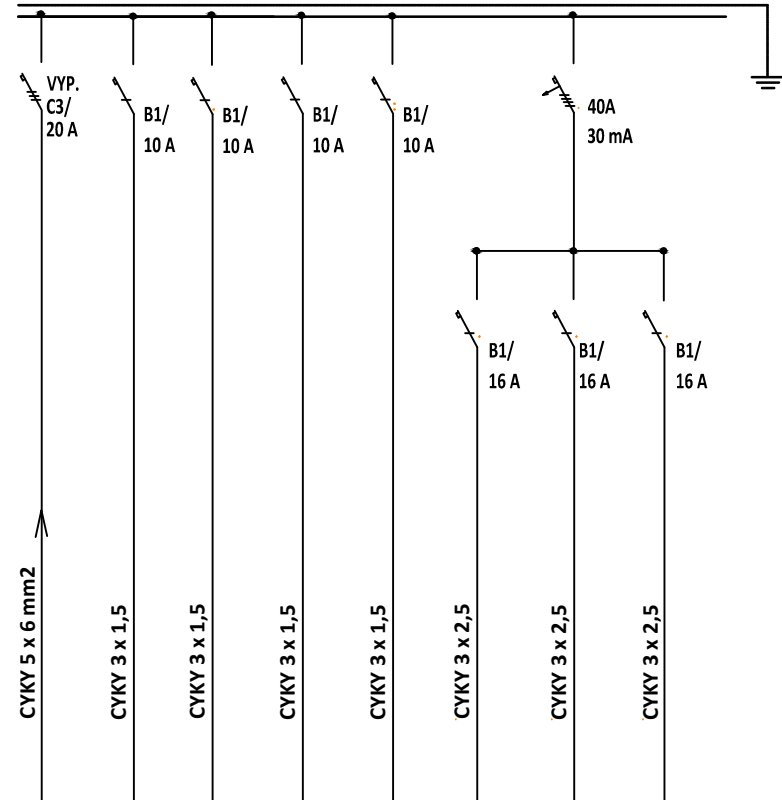 VYP.
C3/
20 A
B1/
10 A
B1/
10 A
B1/
10 A
B1/
10 A
40A
30 mA
B1/
16 A
B1/
16 A
B1/
16 A
CYKY 5 x 6 mm2
CYKY 3 x 1,5
CYKY 3 x 1,5
CYKY 3 x 1,5
CYKY 3 x 1,5
CYKY 3 x 2,5
CYKY 3 x 2,5
CYKY 3 x 2,5